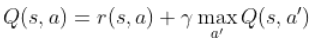 Q(s, a) = r(s, a) + γ max_{a′} Q(s, a′)